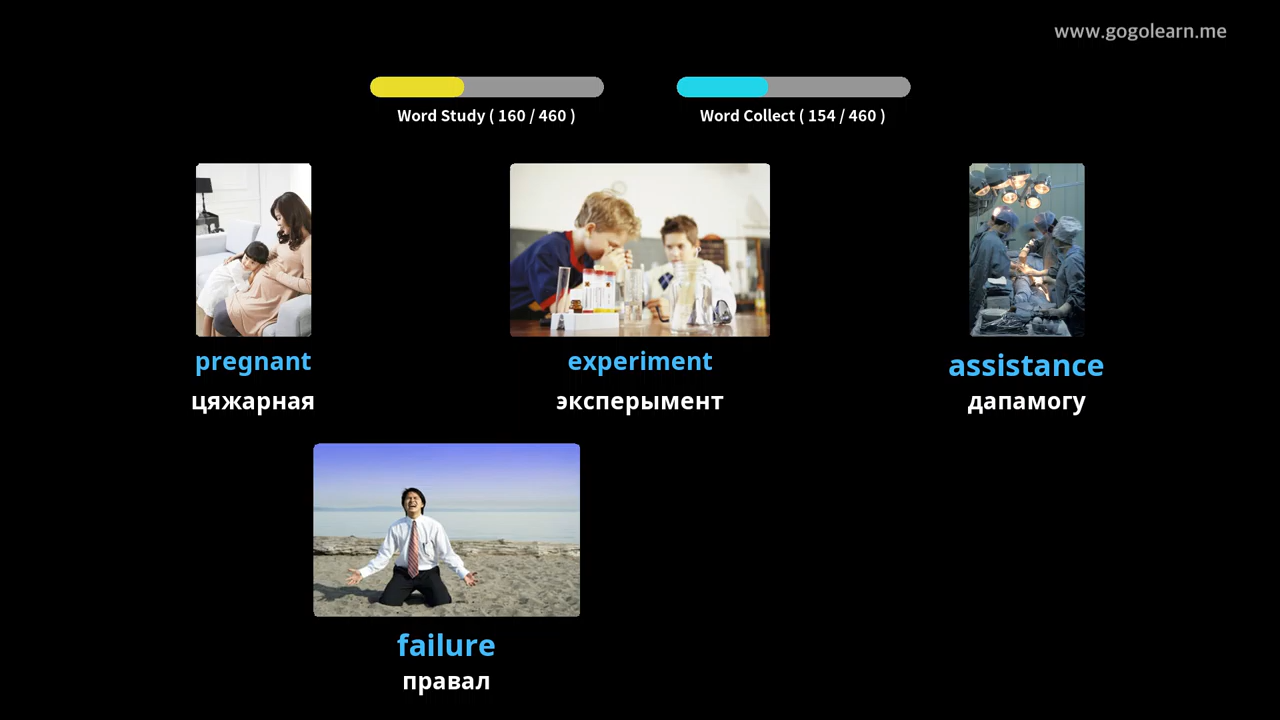 www.gogolearn.me
Word Study ( 160 / 460 )
Word Collect ( 154 / 460 )
pregnant
цяжарная
experiment
эксперымент
assistance
дапамогу
failure
правал